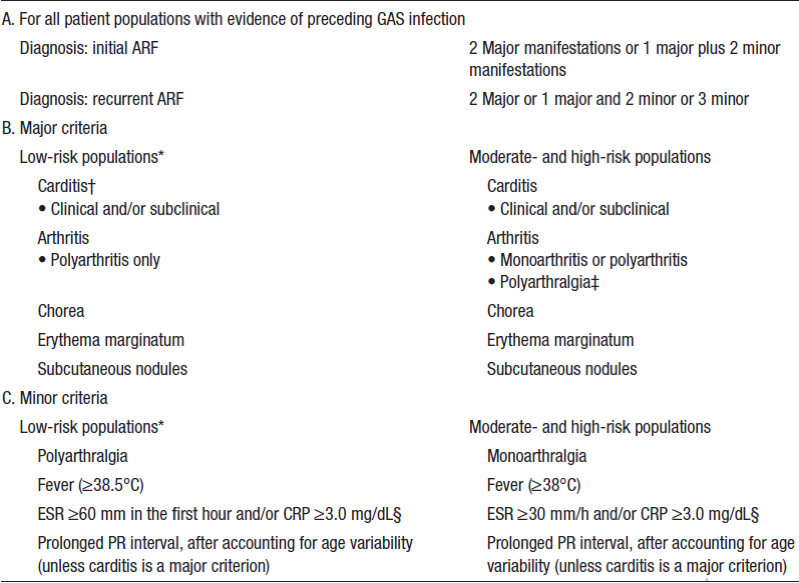 A. For all patient populations with evidence of preceding GAS infection
Diagnosis: initial ARF 2 Major manifestations or 1 major plus 2 minor
manifestations
Diagnosis: recurrent ARF 2 Major or 1 major and 2 minor or 3 minor
B. Major criteria
Low-risk populations* Moderate- and high-risk populations
Carditis† Carditis
• Clinical and/or subclinical • Clinical and/or subclinical
Arthritis Arthritis
• Polyarthritis only • Monoarthritis or polyarthritis
• Polyarthralgia‡
Chorea Chorea
Erythema marginatum Erythema marginatum
Subcutaneous nodules Subcutaneous nodules
C. Minor criteria
Low-risk populations* Moderate- and high-risk populations
Polyarthralgia Monoarthralgia
Fever (≥38.5°C) Fever (≥38°C)
ESR ≥60 mm in the first hour and/or CRP ≥3.0 mg/dL§ ESR ≥30 mm/h and/or CRP ≥3.0 mg/dL§
Prolonged PR interval, after accounting for age variability Prolonged PR interval, after accounting for age
(unless carditis is a major criterion) variability (unless carditis is a major criterion)